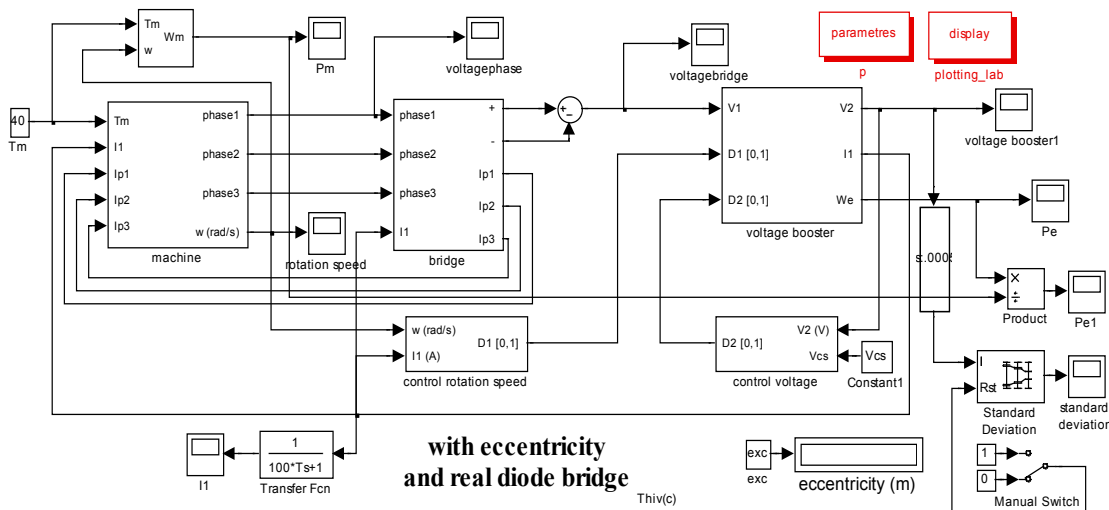 Tm
w
Wm
Pm
voltagephase
voltagebridge
parametres
p
display
plotting_lab
40
Tm
Tm
I1
Ip1
Ip2
Ip3
phase1
phase2
phase3
w (rad/s)
machine
rotation speed
phase1
phase2
phase3
I1
+
-
Ip1
Ip2
Ip3
bridge
+
−
V1
D1 [0,1]
D2 [0,1]
V2
I1
We
voltage booster
voltage booster1
Pe
×
÷
Product
Pe1
w (rad/s)
I1 (A)
D1 [0,1]
control rotation speed
V2 (V)
Vcs
D2 [0,1]
control voltage
Vcs
Constant1
I
Rst
Standard
Deviation
standard
deviation
I1
1
100*Ts+1
Transfer Fcn
with eccentricity
and real diode bridge
Thiv(c)
exc
exc
eccentricity (m)
1
0
Manual Switch